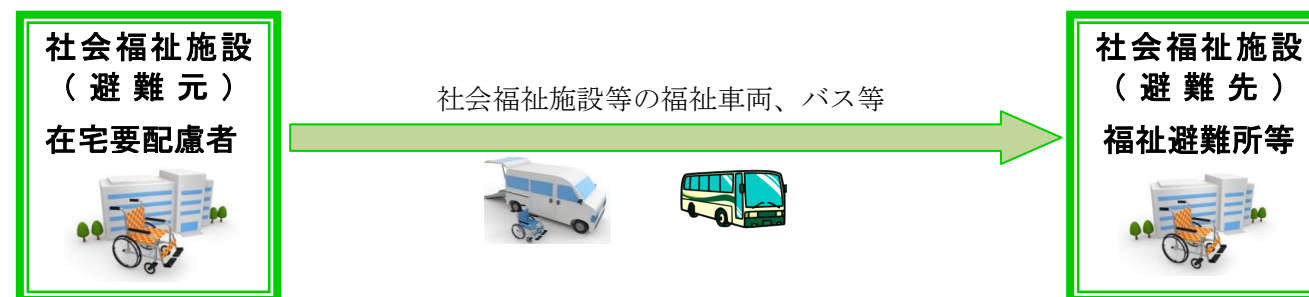 社会福祉施設
（避難元）
在宅要配慮者
社会福祉施設等の福祉車両、バス等
社会福祉施設
（避難先）
福祉避難所等